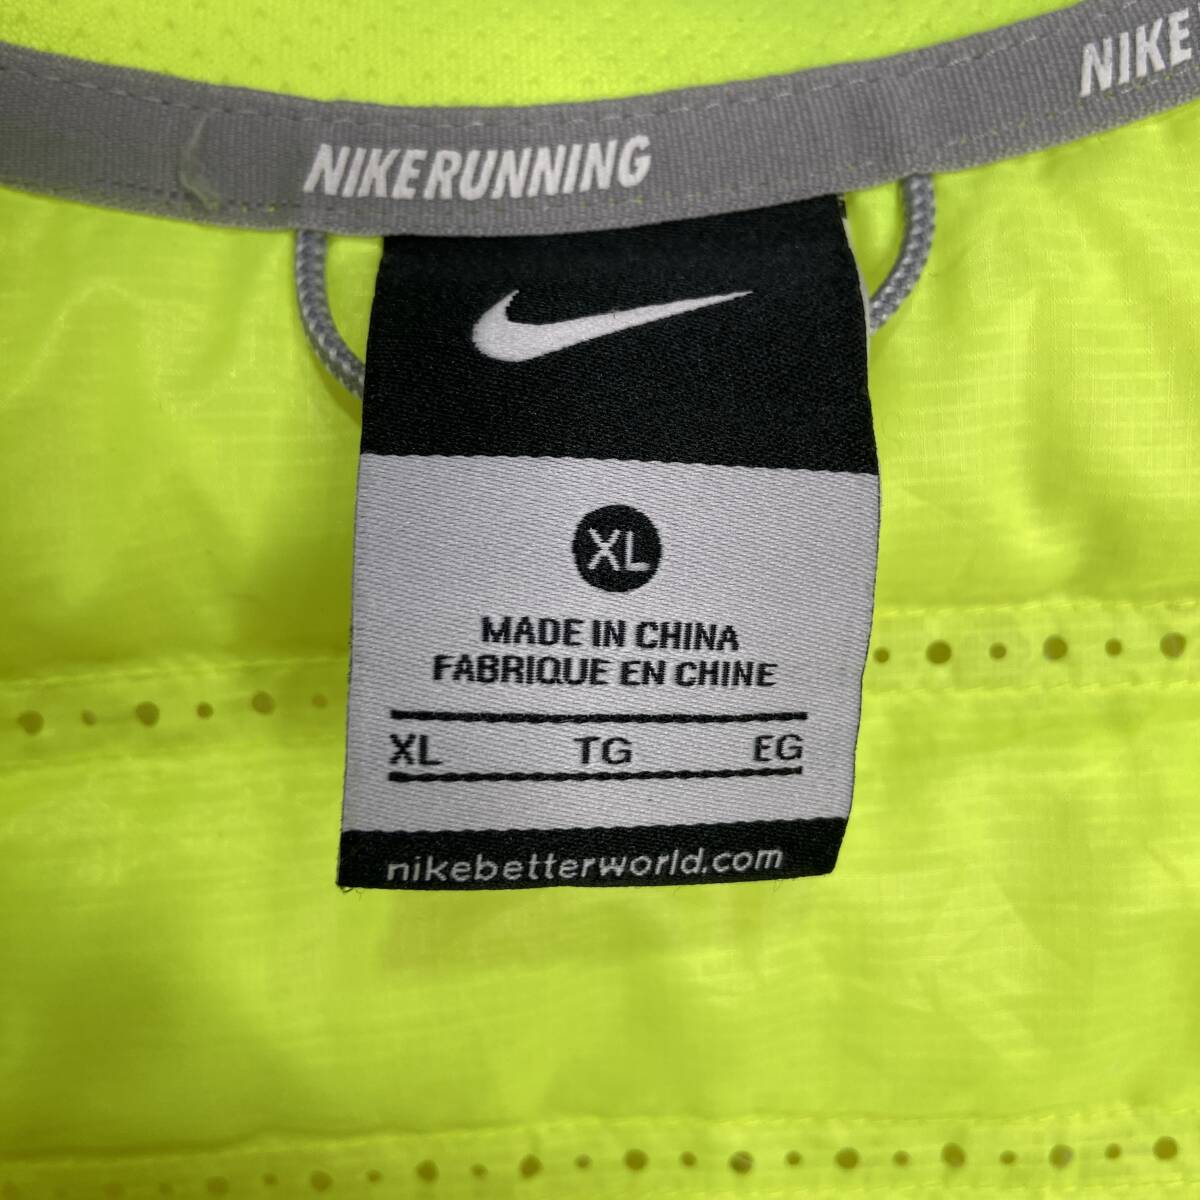 NIKE
NIKERUNNING
XL
MADE IN CHINA
FABRIQUE EN CHINE
XL TG EG
nikebetterworld.com